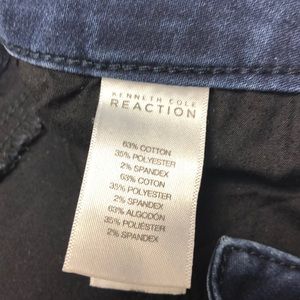 KENNETH COLE
REACTION
63% COTTON
35% POLYESTER
2% SPANDEX
63% COTON
35% POLYESTER
2% SPANDEX
63% ALGODÓN
35% POLIÉSTER
2% SPANDEX